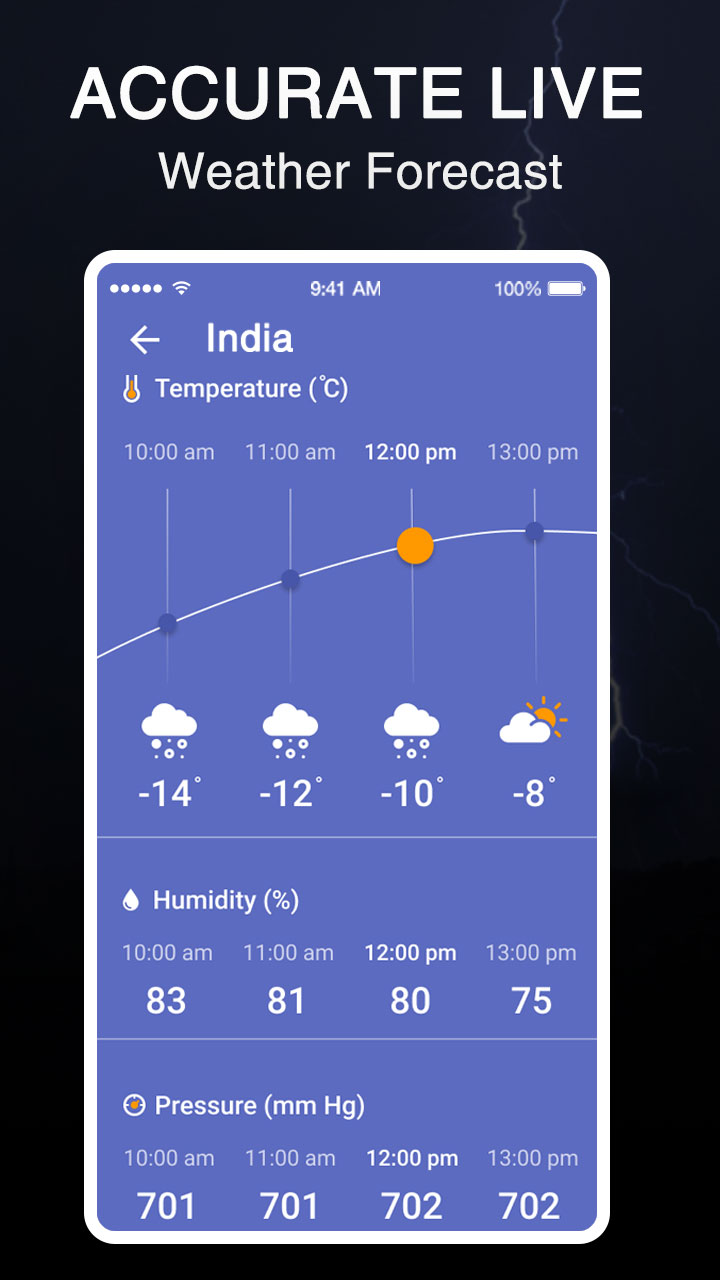 ACCURATE LIVE
Weather Forecast
9:41 AM 100%
India
Temperature (°C)
10:00 am 11:00 am 12:00 pm 13:00 pm
-14° -12° -10° -8°
Humidity (%)
10:00 am 11:00 am 12:00 pm 13:00 pm
83 81 80 75
Pressure (mm Hg)
10:00 am 11:00 am 12:00 pm 13:00 pm
701 701 702 702